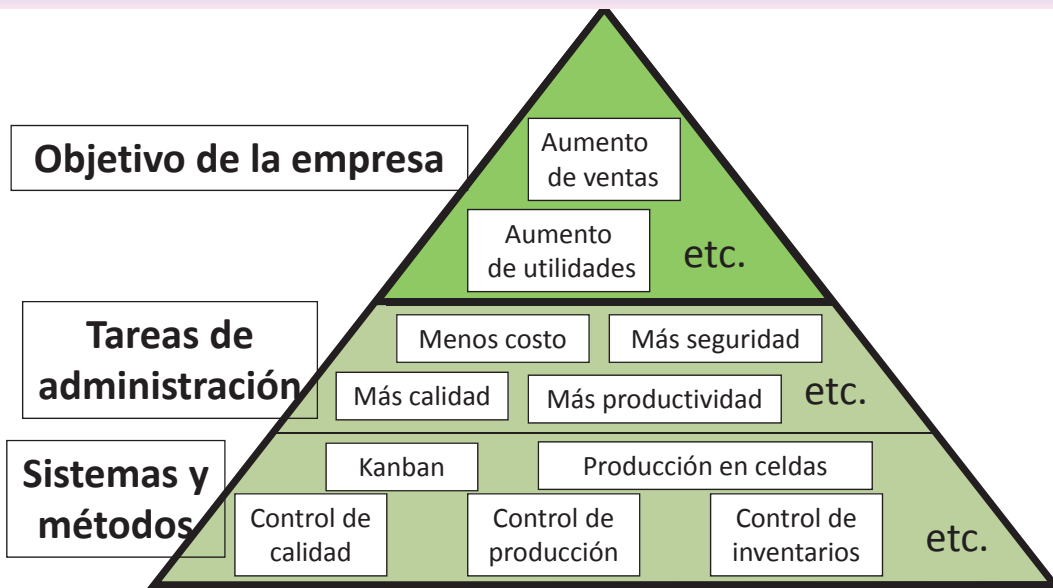 Objetivo de la empresa
Aumento
de ventas
Aumento
de utilidades
etc.
Tareas de
administración
Menos costo
Más seguridad
Más calidad
Más productividad
etc.
Sistemas y
métodos
Kanban
Producción en celdas
Control de
calidad
Control de
producción
Control de
inventarios
etc.